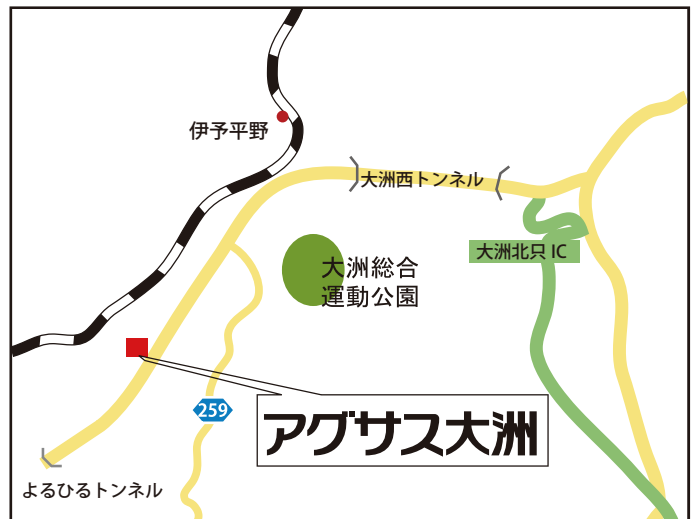 伊予平野
大洲西トンネル
大洲北只 IC
大洲総合
運動公園
259
アグサス大洲
よるひるトンネル